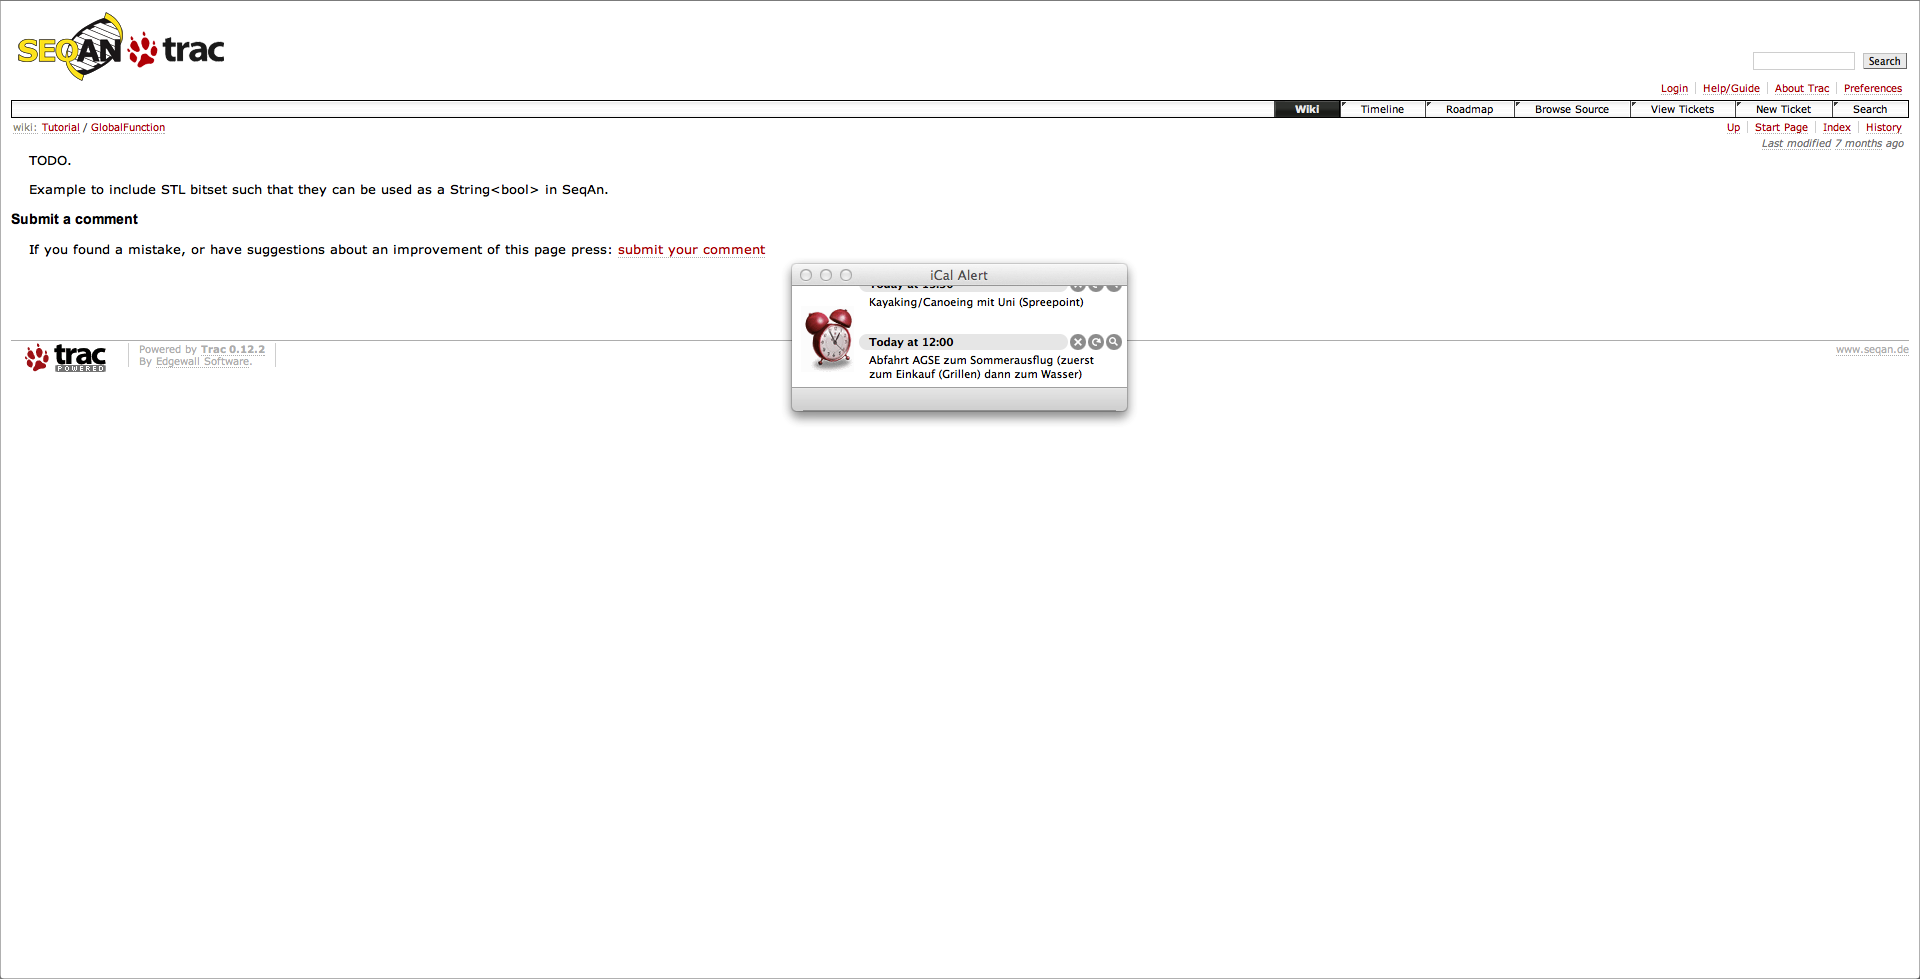 SEQAN trac
Search
Login Help/Guide About Trac Preferences
Wiki Timeline Roadmap Browse Source View Tickets New Ticket Search
wiki: Tutorial / GlobalFunction
Up Start Page Index History
Last modified 7 months ago
TODO.
Example to include STL bitset such that they can be used as a String<bool> in SeqAn.
Submit a comment
If you found a mistake, or have suggestions about an improvement of this page press: submit your comment
iCal Alert
Today at
Kayaking/Canoeing mit Uni (Spreepoint)
Today at 12:00
Abfahrt AGSE zum Sommerausflug (zuerst
zum Einkauf (Grillen) dann zum Wasser)
trac
POWERED
Powered by Trac 0.12.2
By Edgewall Software.
www.seqan.de